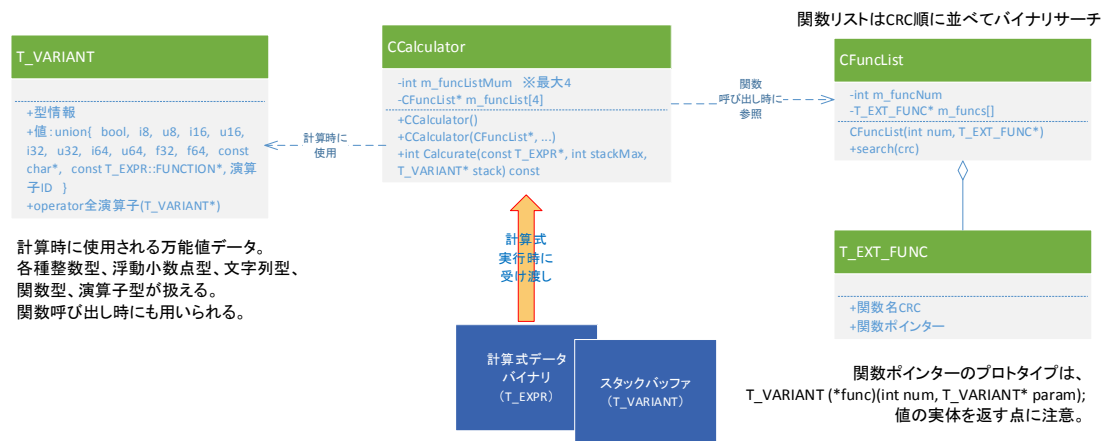 関数リストはCRC順に並べてバイナリサーチ
T_VARIANT
+型情報
+値:union{ bool, i8, u8, i16, u16,
i32, u32, i64, u64, f32, f64, const
char*, const T_EXPR::FUNCTION*, 演算
子ID }
+operator全演算子(T_VARIANT*)
計算時に使用される万能値データ。
各種整数型、浮動小数点型、文字列型、
関数型、演算子型が扱える。
関数呼び出し時にも用いられる。
計算時に
使用
CCalculator
-int m_funcListMum ※最大4
-CFuncList* m_funcList[4]
+CCalculator()
+CCalculator(CFuncList*, ...)
+int Calcurate(const T_EXPR*, int stackMax,
T_VARIANT* stack) const
計算式
実行時に
受け渡し
計算式データ
バイナリ
(T_EXPR)
スタックバッファ
(T_VARIANT)
関数
呼び出し時に
参照
CFuncList
-int m_funcNum
-T_EXT_FUNC* m_funcs[]
CFuncList(int num, T_EXT_FUNC*)
+search(crc)
T_EXT_FUNC
+関数名CRC
+関数ポインター
関数ポインターのプロトタイプは、
T_VARIANT (*func)(int num, T_VARIANT* param);
値の実体を返す点に注意。